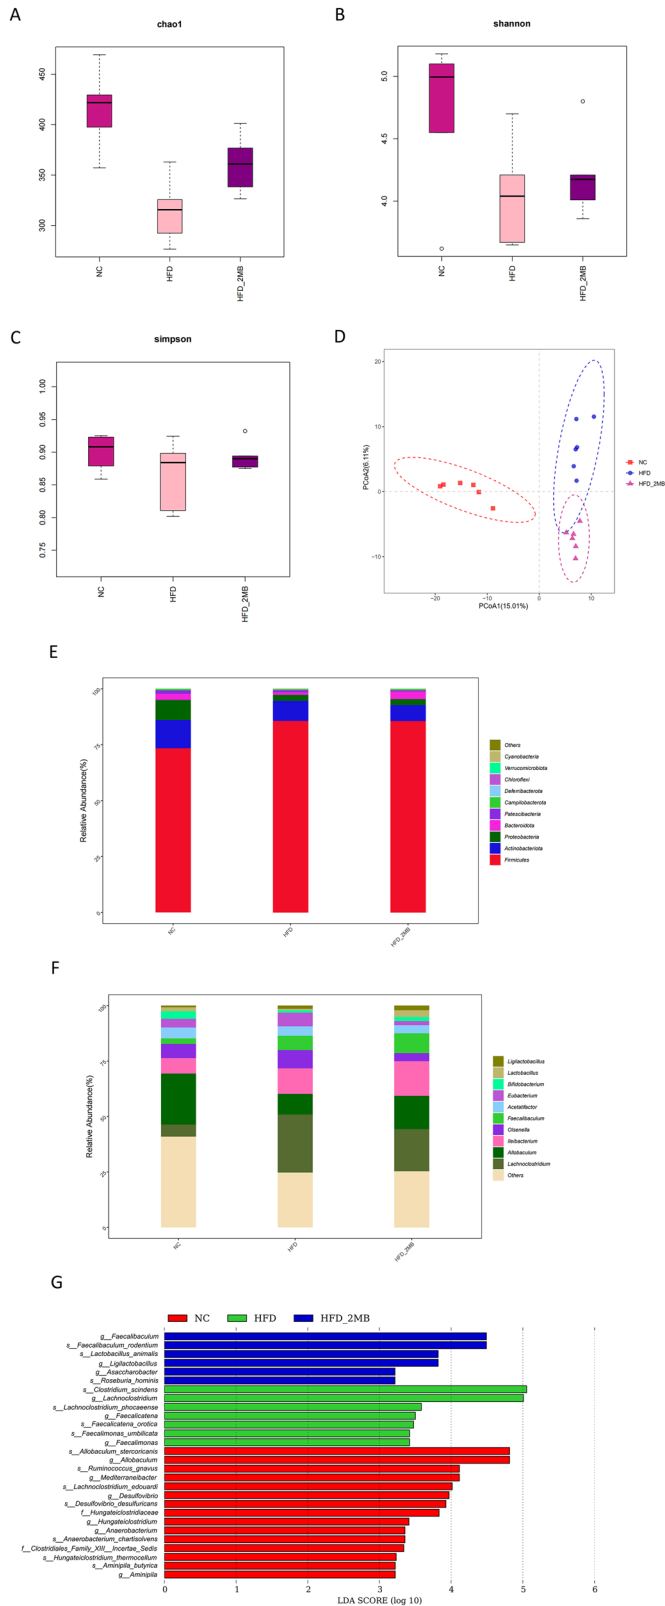 A
chao1
450
400
350
300
NC
HFD
HFD_2MB
B
shannon
5.0
4.5
4.0
NC
HFD
HFD_2MB
C
simpson
1.00
0.95
0.90
0.85
0.80
0.75
NC
HFD
HFD_2MB
D
PCoA2(6.11%)
20
10
0
−10
−20
−10
0
10
PCoA1(15.01%)
NC
HFD
HFD_2MB
E
Relative Abundance(%)
100
75
50
25
0
NC
HFD
HFD_2MB
Others
Cyanobacteria
Verrucomicrobiota
Chloroflexi
Deferribacterota
Campilobacterota
Patescibacteria
Bacteroidota
Proteobacteria
Actinobacteriota
Firmicutes
F
Relative Abundance(%)
100
75
50
25
0
NC
HFD
HFD_2MB
Ligilactobacillus
Lactobacillus
Bifidobacterium
Eubacterium
Acetatifactor
Faecalibaculum
Olsenella
Ileibacterium
Allobaculum
Lachnoclostridium
Others
G
NC HFD HFD_2MB
g__Faecalibaculum
s__Faecalibaculum_rodentium
s__Lactobacillus_animalis
g__Ligilactobacillus
g__Asaccharobacter
s__Roseburia_hominis
s__Clostridium_scindens
g__Lachnoclostridium
s__Lachnoclostridium_phocaeense
g__Faecalicatena
s__Faecalicatena_orotica
s__Faecalimonas_umbilicata
g__Faecalimonas
s__Allobaculum_stercoricanis
g__Allobaculum
s__Ruminococcus_gnavus
g__Mediterraneibacter
s__Lachnoclostridium_edouardi
g__Desulfovibrio
s__Desulfovibrio_desulfuricans
f__Hungateiclostridiaceae
g__Hungateiclostridium
g__Anaerobacterium
s__Anaerobacterium_chartisolvens
f__Clostridiales_Family_XIII__Incertae_Sedis
s__Hungateiclostridium_thermocellum
s__Aminipila_butyrica
g__Aminipila
0 1 2 3 4 5 6
LDA SCORE (log 10)